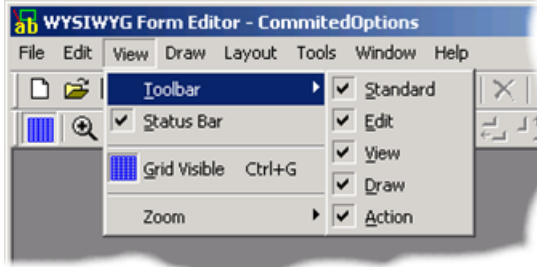 WYSIWYG Form Editor - CommitedOptions
File Edit View Draw Layout Tools Window Help
Toolbar
Status Bar
Grid Visible Ctrl+G
Zoom
Standard
Edit
View
Draw
Action